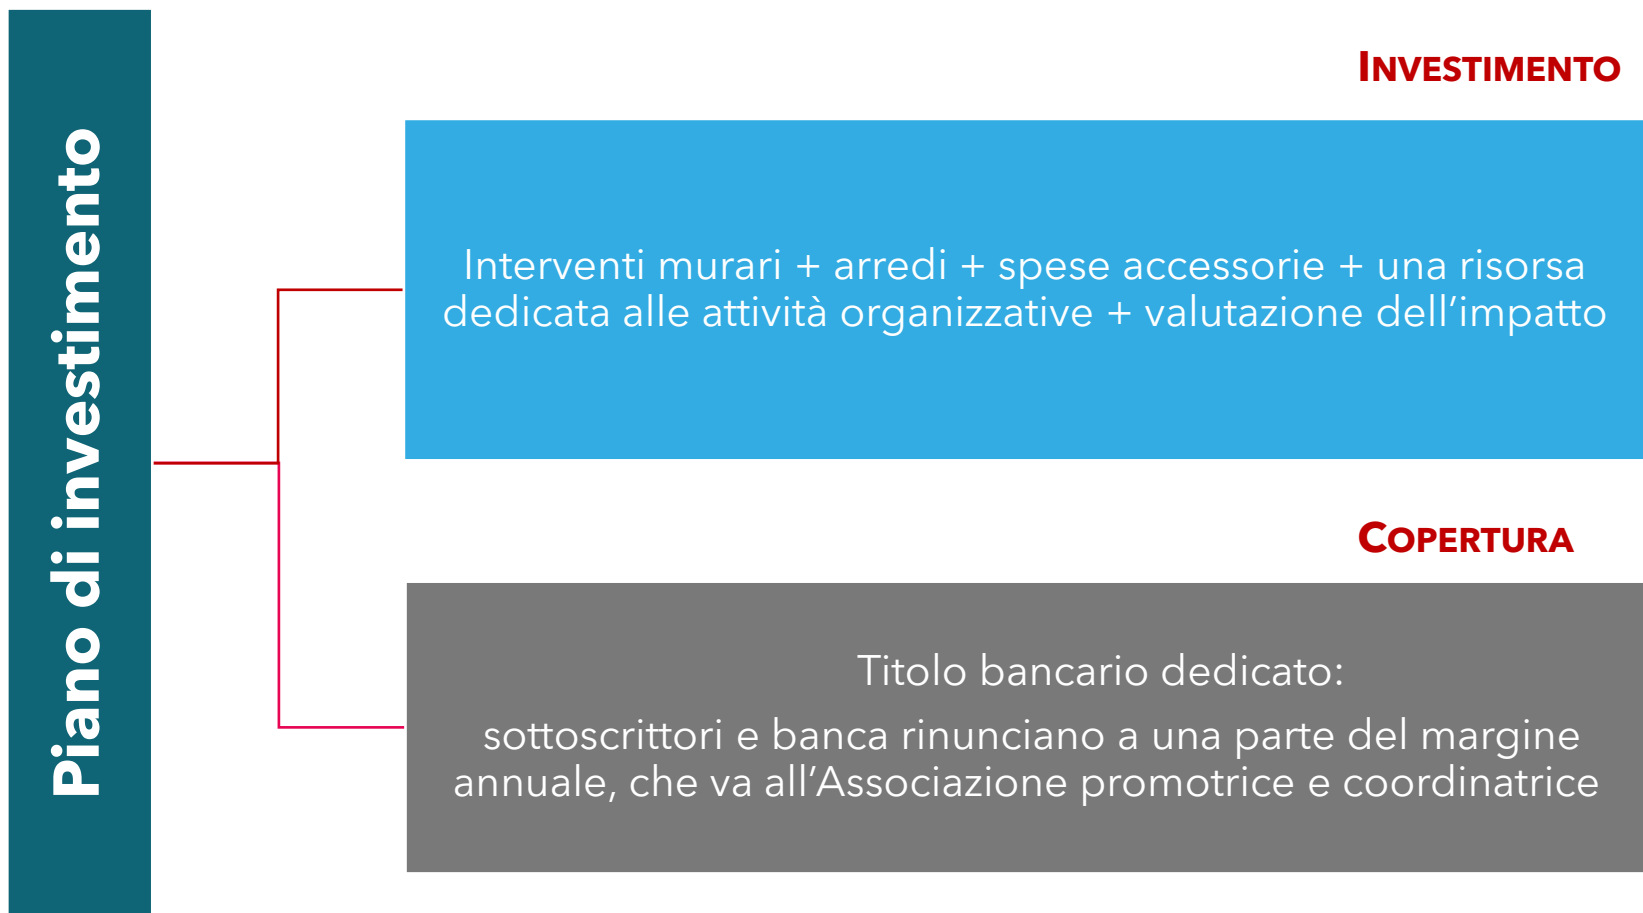 Piano di investimento
INVESTIMENTO
Interventi murari + arredi + spese accessorie + una risorsa
dedicata alle attività organizzative + valutazione dell’impatto
COPERTURA
Titolo bancario dedicato:
sottoscrittori e banca rinunciano a una parte del margine
annuale, che va all’Associazione promotrice e coordinatrice